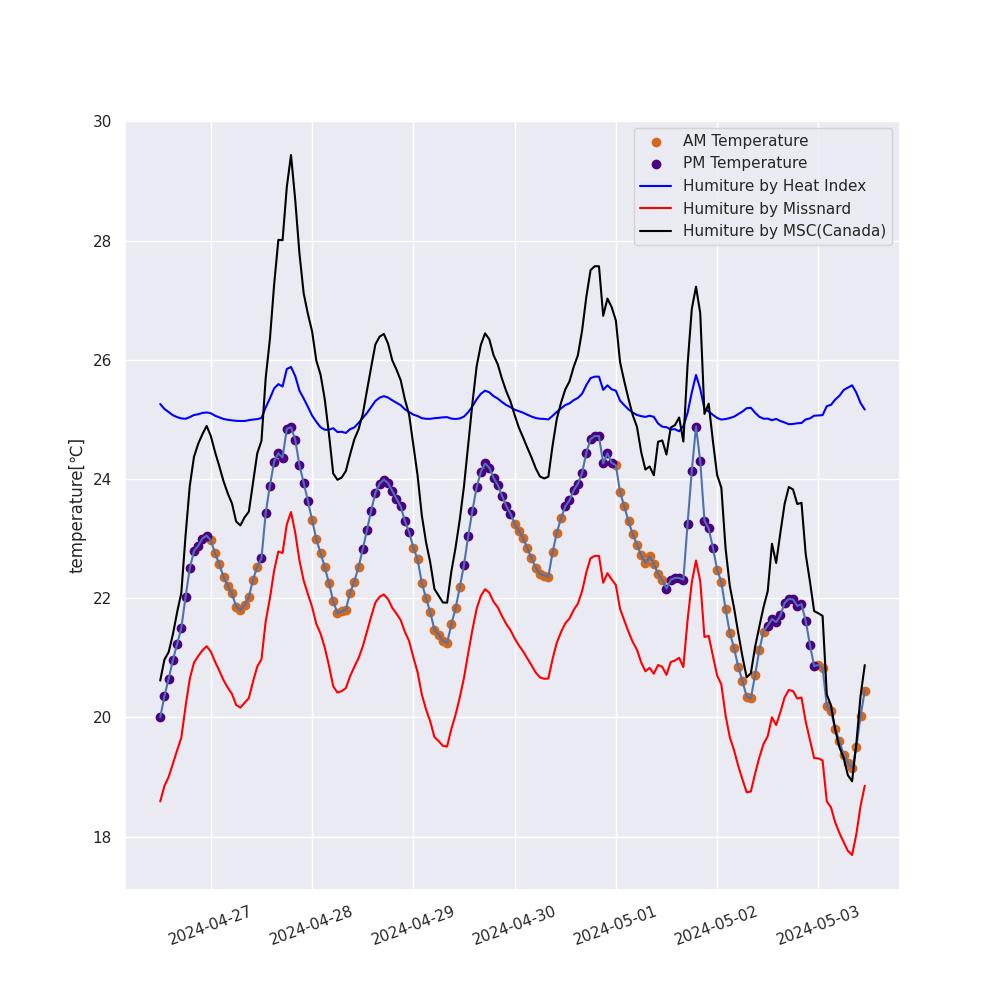 30
28
26
24
22
20
18
temperature[℃]
AM Temperature
PM Temperature
Humiture by Heat Index
Humiture by Missnard
Humiture by MSC(Canada)
2024-04-27
2024-04-28
2024-04-29
2024-04-30
2024-05-01
2024-05-02
2024-05-03